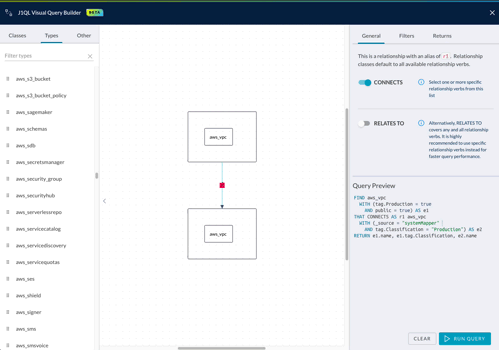 J1QL Visual Query Builder BETA
Classes Types Other
Filter types
aws_s3_bucket
aws_s3_bucket_policy
aws_sagemaker
aws_schemas
aws_sdb
aws_secretsmanager
aws_security_group
aws_securityhub
aws_serverlessrepo
aws_servicecatalog
aws_servicediscovery
aws_servicequotas
aws_ses
aws_shield
aws_signer
aws_sms
aws_smsvoice
aws_vpc
aws_vpc
General Filters Returns
This is a relationship with an alias of r1. Relationship
classes default to all available relationship verbs.
CONNECTS
Select one or more specific
relationship verbs from this
list
RELATES TO
Alternatively, RELATES TO
covers any and all relationship
verbs. It is highly
recommended to use specific
relationship verbs instead for
faster query performance.
Query Preview
FIND aws_vpc
WITH (tag.Production = true
AND public = true) AS e1
THAT CONNECTS AS r1 aws_vpc
WITH (_source = "systemMapper"
AND tag.Classification = "Production") AS e2
RETURN e1.name, e1.tag.Classification, e2.name
CLEAR
RUN QUERY